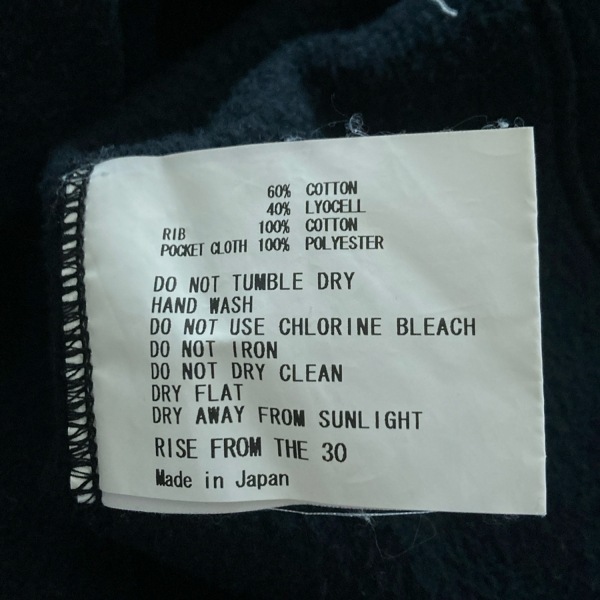 60% COTTON
40% LYOCELL
RIB 100% COTTON
POCKET CLOTH 100% POLYESTER
DO NOT TUMBLE DRY
HAND WASH
DO NOT USE CHLORINE BLEACH
DO NOT IRON
DO NOT DRY CLEAN
DRY FLAT
DRY AWAY FROM SUNLIGHT
RISE FROM THE 30
Made in Japan